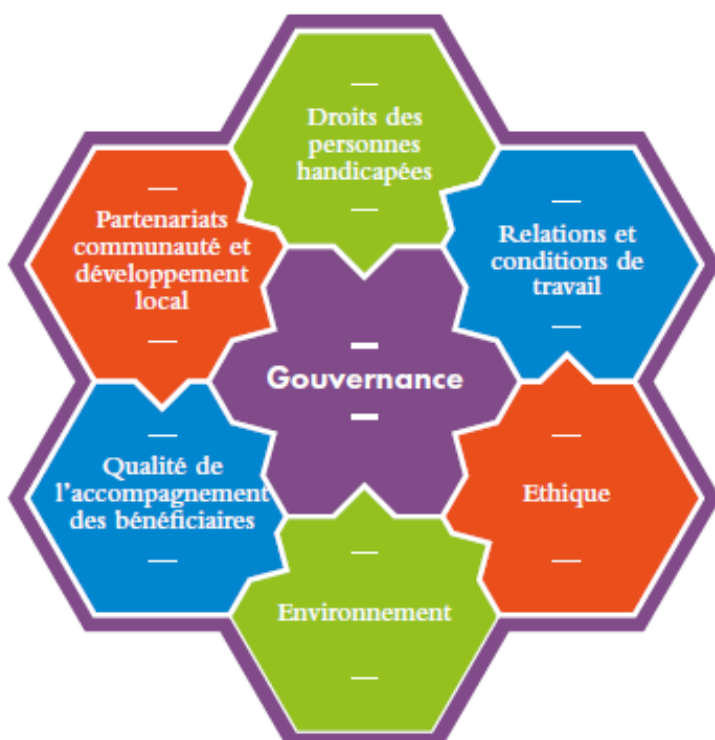 Droits des
personnes
handicapées
Partenariats
communauté et
développement
local
Relations et
conditions de
travail
Gouvernance
Qualité de
l'accompagnement
des bénéficiaires
Ethique
Environnement